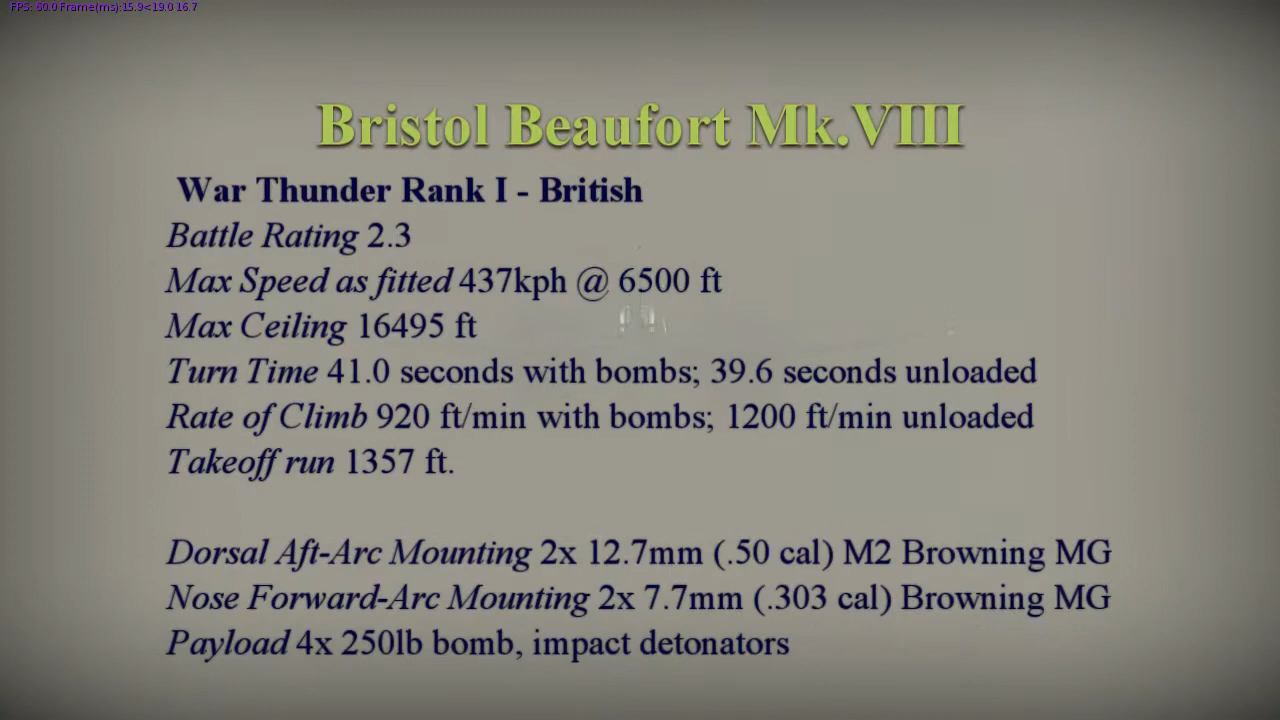 FPS: 60.0 Frame(ms):15.9<19.0 16.7
Bristol Beaufort Mk.VIII
War Thunder Rank I - British
Battle Rating 2.3
Max Speed as fitted 437kph @ 6500 ft
Max Ceiling 16495 ft
Turn Time 41.0 seconds with bombs; 39.6 seconds unloaded
Rate of Climb 920 ft/min with bombs; 1200 ft/min unloaded
Takeoff run 1357 ft.
Dorsal Aft-Arc Mounting 2x 12.7mm (.50 cal) M2 Browning MG
Nose Forward-Arc Mounting 2x 7.7mm (.303 cal) Browning MG
Payload 4x 250lb bomb, impact detonators